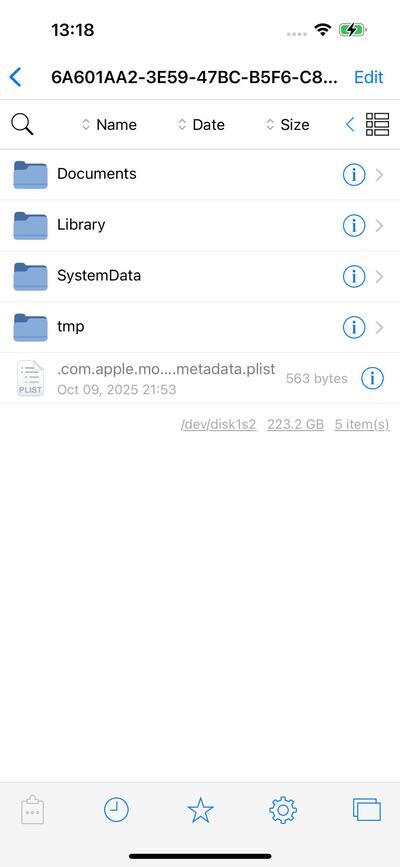 13:18
6A601AA2-3E59-47BC-B5F6-C8... Edit
Name Date Size
Documents
Library
SystemData
tmp
.com.apple.mo....metadata.plist
PLIST Oct 09, 2025 21:53 563 bytes
/dev/disk1s2 223.2 GB 5 item(s)